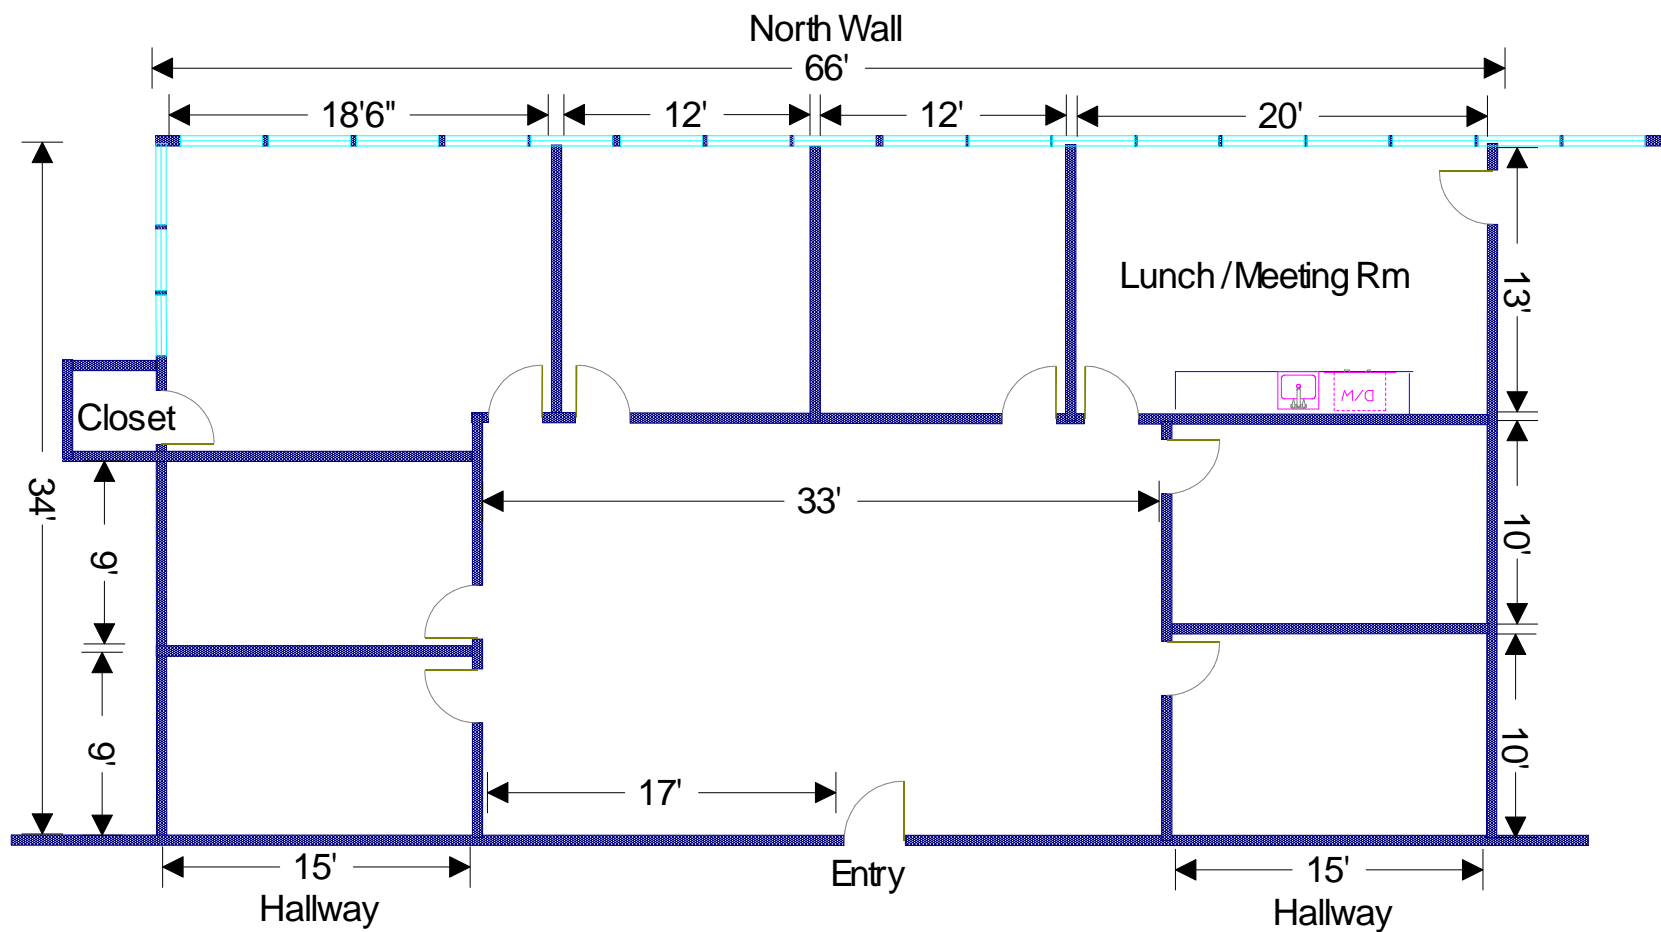 North Wall
66'
18'6"
12'
12'
20'
Lunch / Meeting Rm
13'
D/W
Closet
34'
33'
9'
10'
9'
10'
17'
15'
Entry
15'
Hallway
Hallway